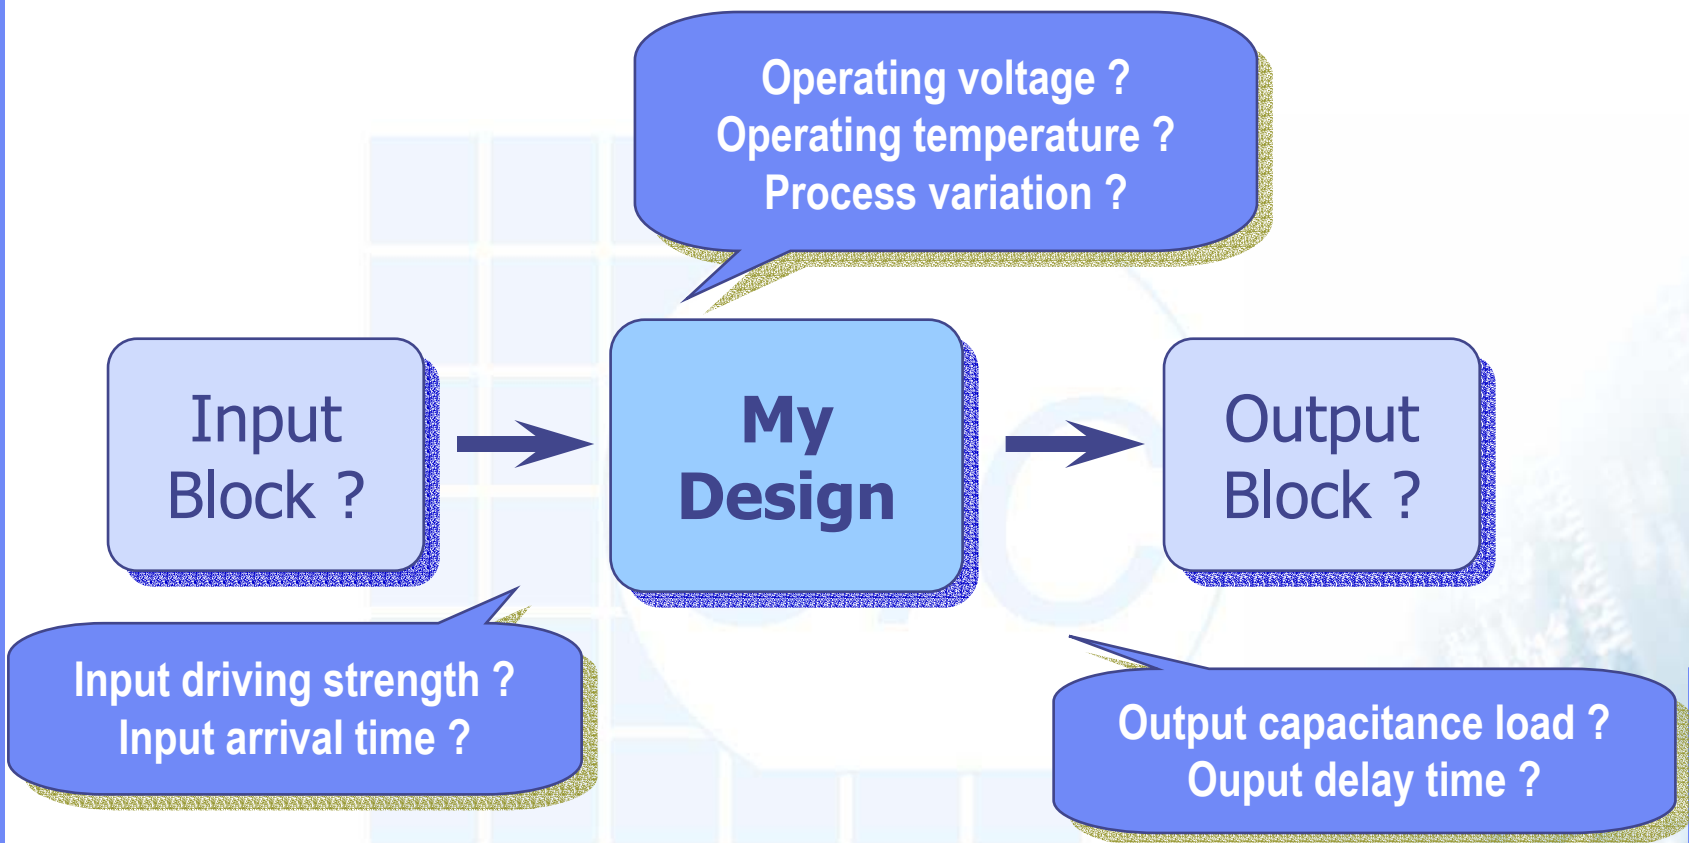 Operating voltage ?
Operating temperature ?
Process variation ?
Input
Block ?
My
Design
Output
Block ?
Input driving strength ?
Input arrival time ?
Output capacitance load ?
Ouput delay time ?